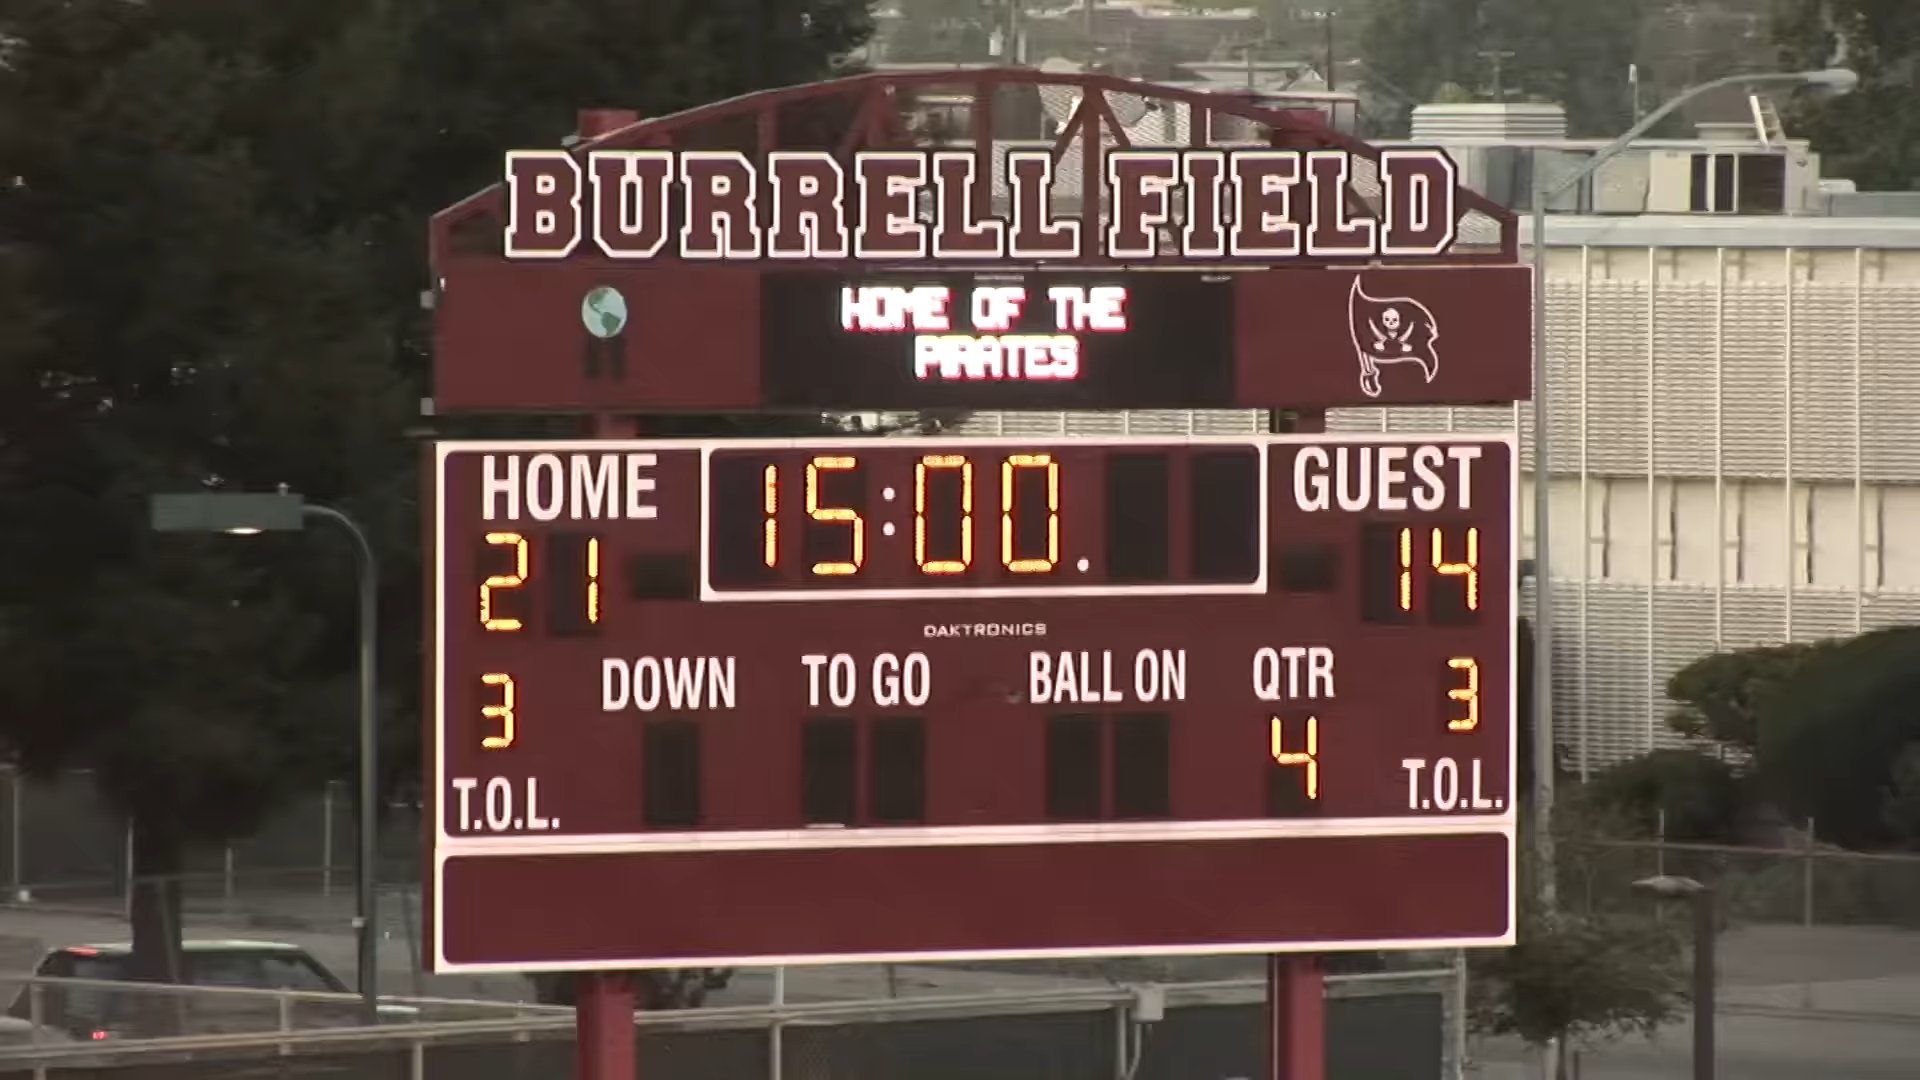 BURRELL FIELD
HOME OF THE
PIRATES
HOME 15:00. GUEST
21 14
DAKTRONICS
DOWN TO GO BALL ON QTR
3 4 3
T.O.L. T.O.L.